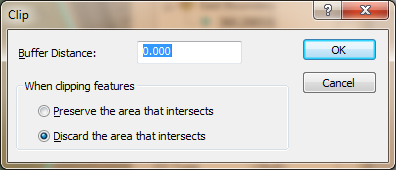 Clip
Buffer Distance: 0.000
OK
Cancel
When clipping features
Preserve the area that intersects
Discard the area that intersects